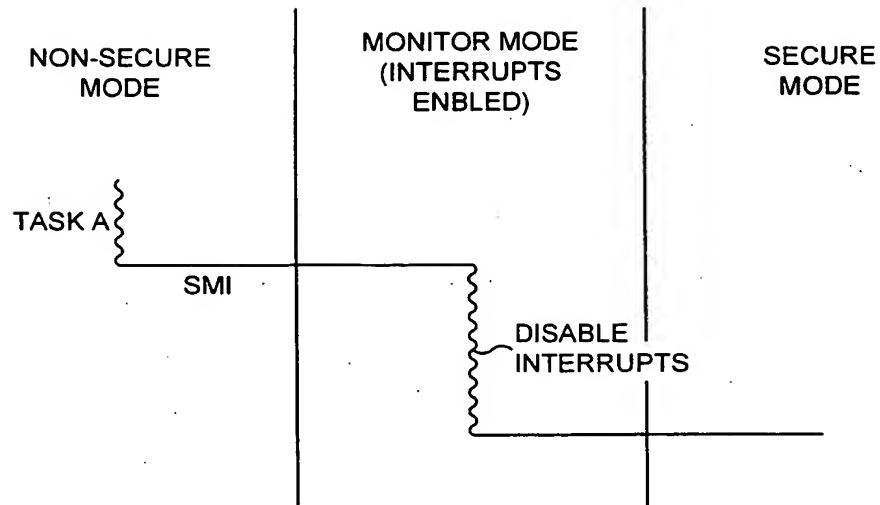 NON-SECURE
MODE
MONITOR MODE
(INTERRUPTS
ENBLED)
SECURE
MODE
TASK A
SMI
DISABLE
INTERRUPTS